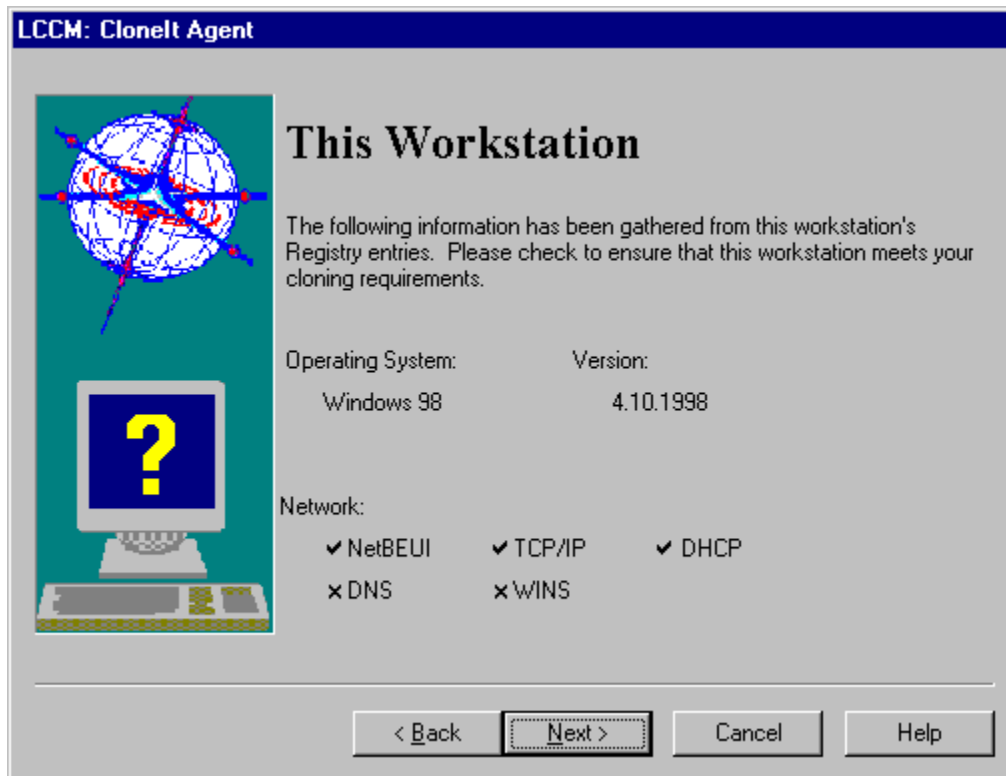 LCCM: CloneIt Agent
This Workstation
The following information has been gathered from this workstation's
Registry entries.  Please check to ensure that this workstation meets your
cloning requirements.
Operating System: Version:
Windows 98 4.10.1998
?
Network:
✔ NetBEUI ✔ TCP/IP ✔ DHCP
✕ DNS ✕ WINS
< Back Next > Cancel Help